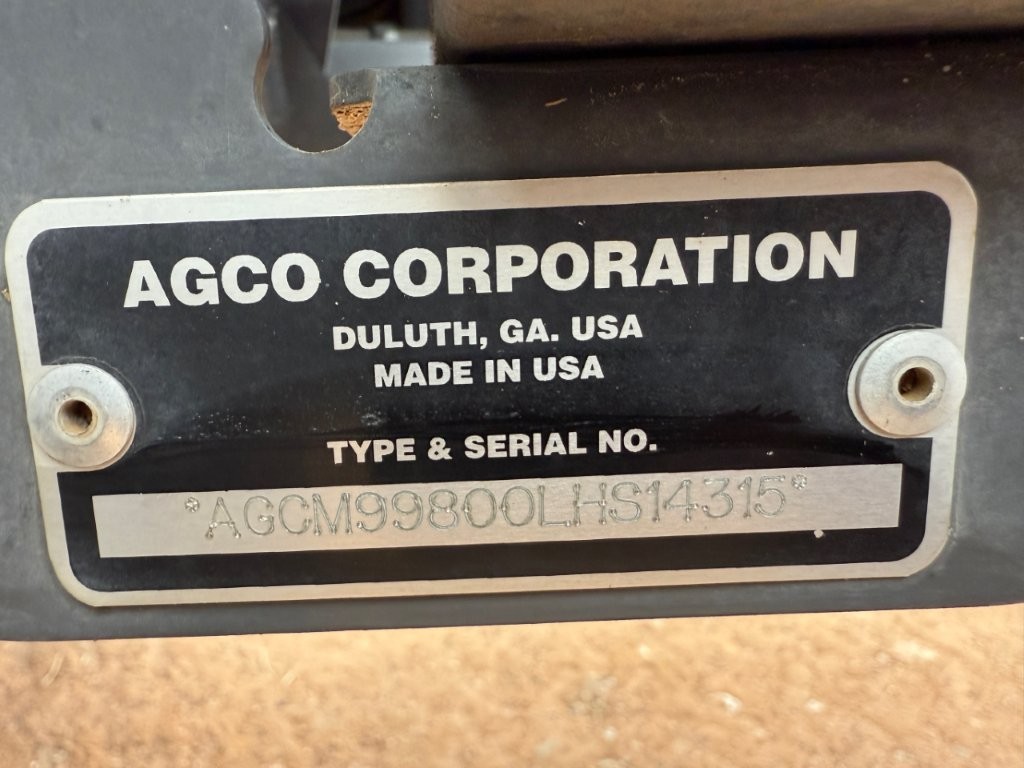 AGCO CORPORATION
DULUTH, GA. USA
MADE IN USA
TYPE & SERIAL NO.
*AGCM99800LHS14315*